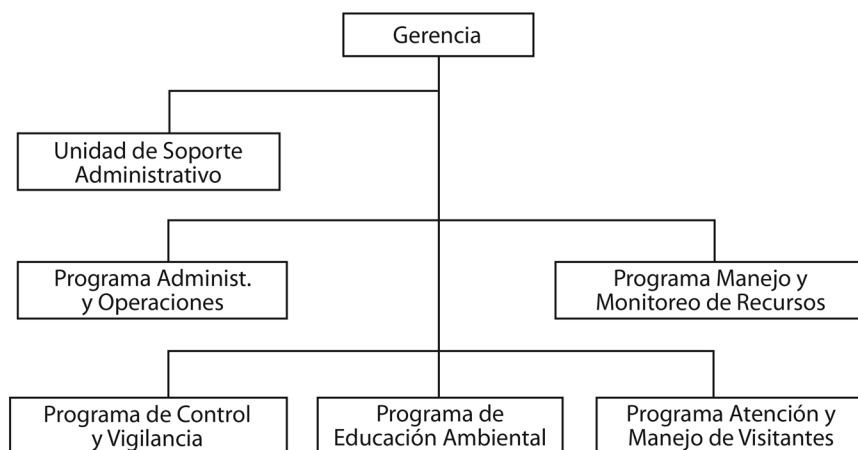 Gerencia
Unidad de Soporte
Administrativo
Programa Administ.
y Operaciones
Programa Manejo y
Monitoreo de Recursos
Programa de Control
y Vigilancia
Programa de
Educación Ambiental
Programa Atención y
Manejo de Visitantes